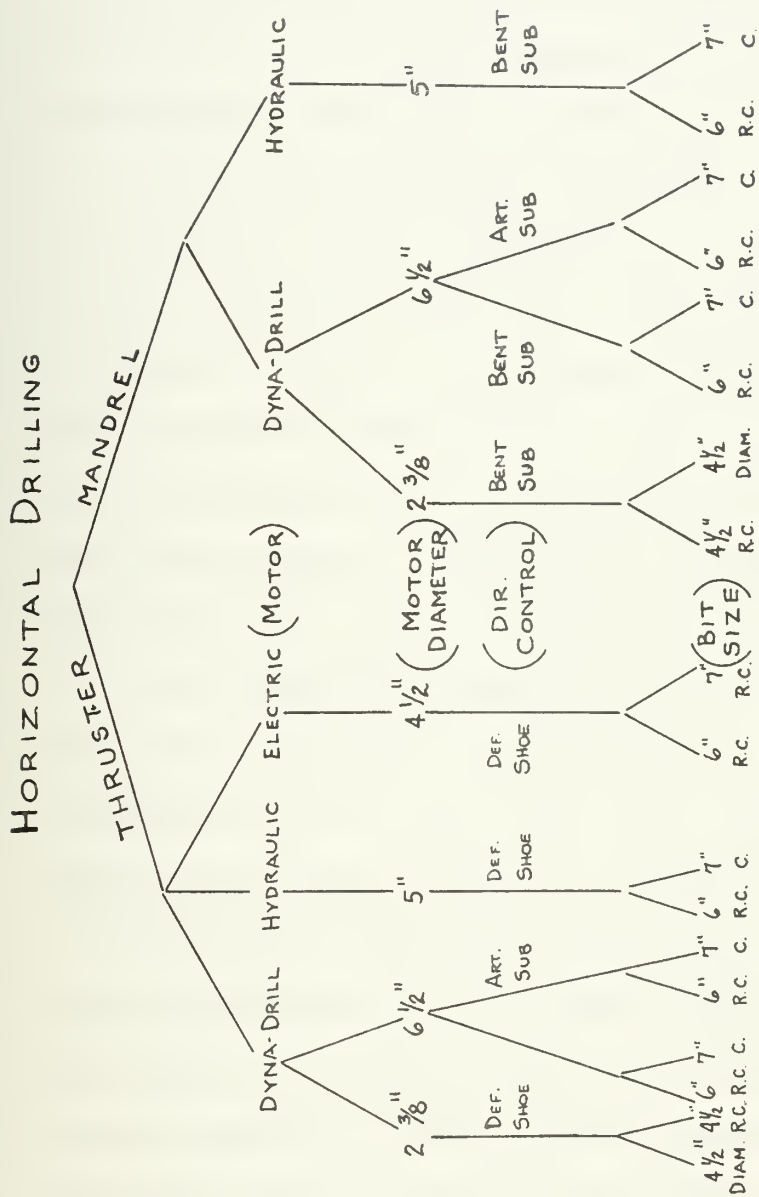 HORIZONTAL DRILLING
THRUSTER MANDREL
DYNA-DRILL HYDRAULIC ELECTRIC (MOTOR) DYNA-DRILL HYDRAULIC
2 3/8" 6 1/2" 5" 4 1/2" (MOTOR DIAMETER) 2 3/8" 6 1/2" 5"
DEF. SHOE ART. SUB DEF. SHOE DEF. SHOE (DIR. CONTROL) BENT SUB BENT SUB ART. SUB BENT SUB
4 1/2" 4 1/2" 6" 7" 6" 7" 6" 7" 6" 7" (BIT SIZE) 4 1/2" 4 1/2" 6" 7" 6" 7" 6" 7"
DIAM. R.C. R.C. C. R.C. C. R.C. C. R.C. R.C. R.C. DIAM. R.C. C. R.C. C. R.C. C.